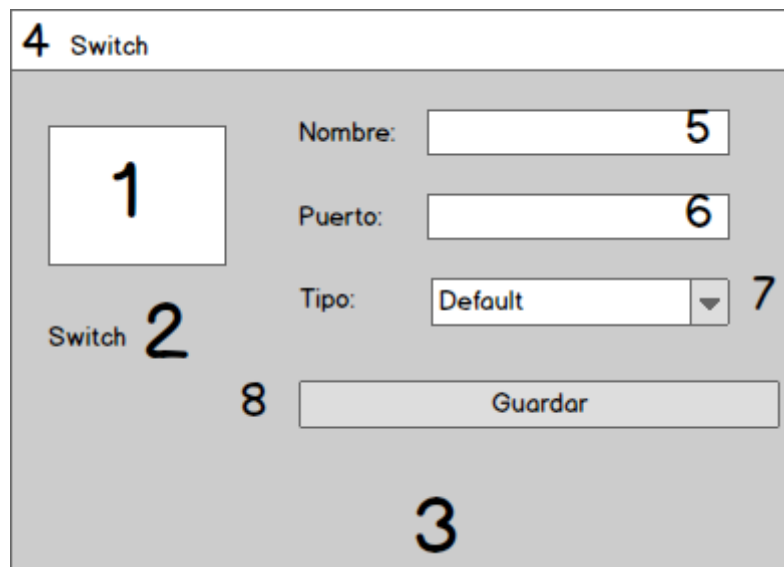 4 Switch
Nombre: 5
1
Puerto: 6
Tipo: Default 7
Switch 2
8 Guardar
3